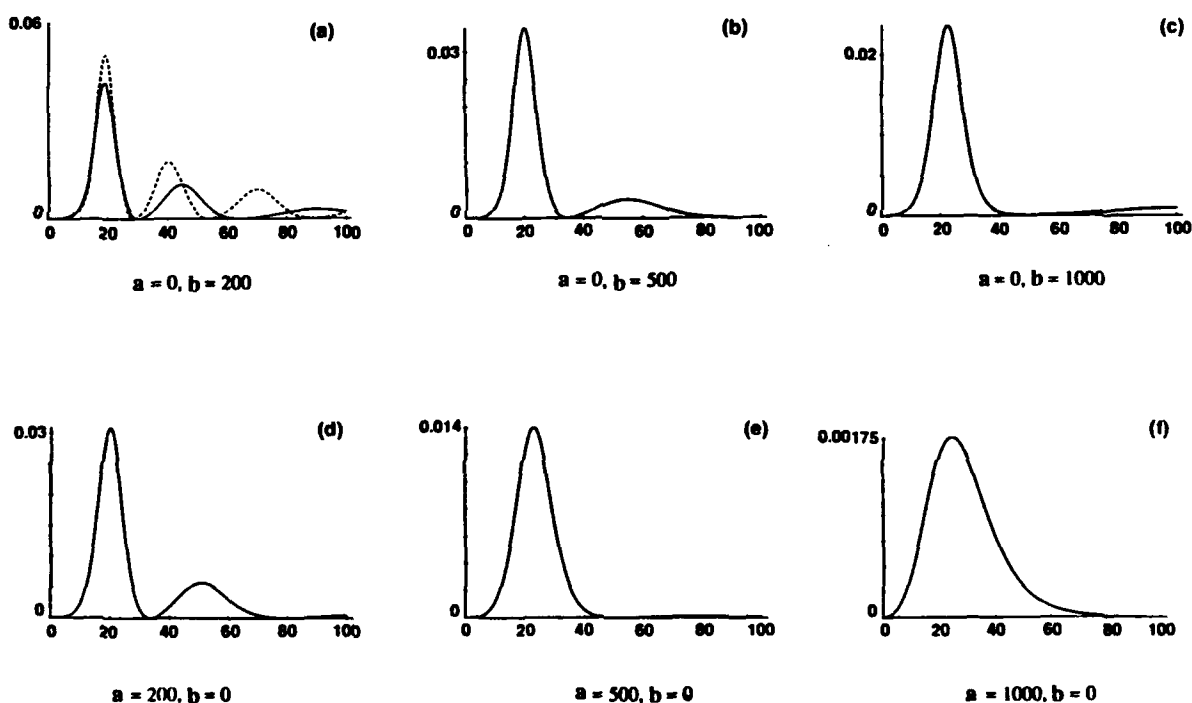 0.06
(a)
0
0 20 40 60 80 100
a = 0, b = 200
(b)
0.03
0
0 20 40 60 80 100
a = 0, b = 500
(c)
0.02
0
0 20 40 60 80 100
a = 0, b = 1000
0.03
(d)
0
0 20 40 60 80 100
a = 200, b = 0
0.014
(e)
0
0 20 40 60 80 100
a = 500, b = 0
0.00175
(f)
0
0 20 40 60 80 100
a = 1000, b = 0